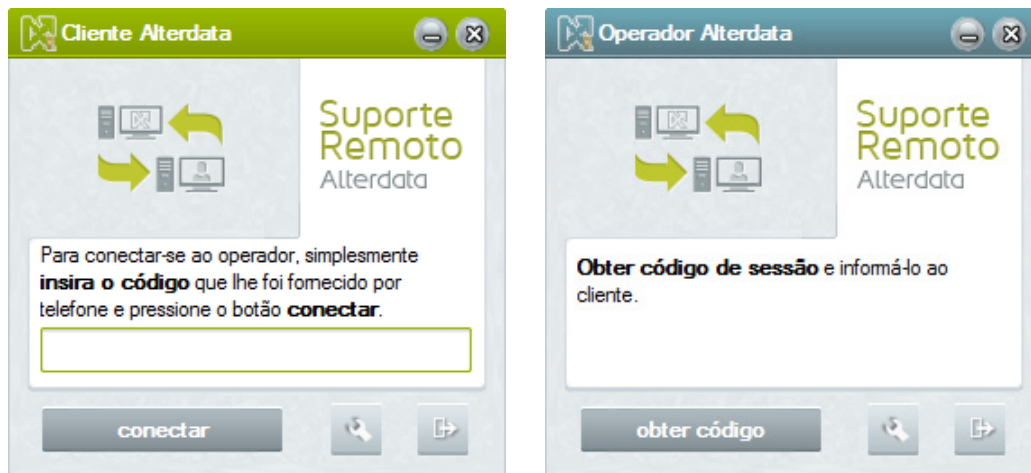 Cliente Alterdata
Suporte
Remoto
Alterdata
Para conectar-se ao operador, simplesmente
insira o código que lhe foi fornecido por
telefone e pressione o botão conectar.
conectar
Operador Alterdata
Suporte
Remoto
Alterdata
Obter código de sessão e informá-lo ao
cliente.
obter código